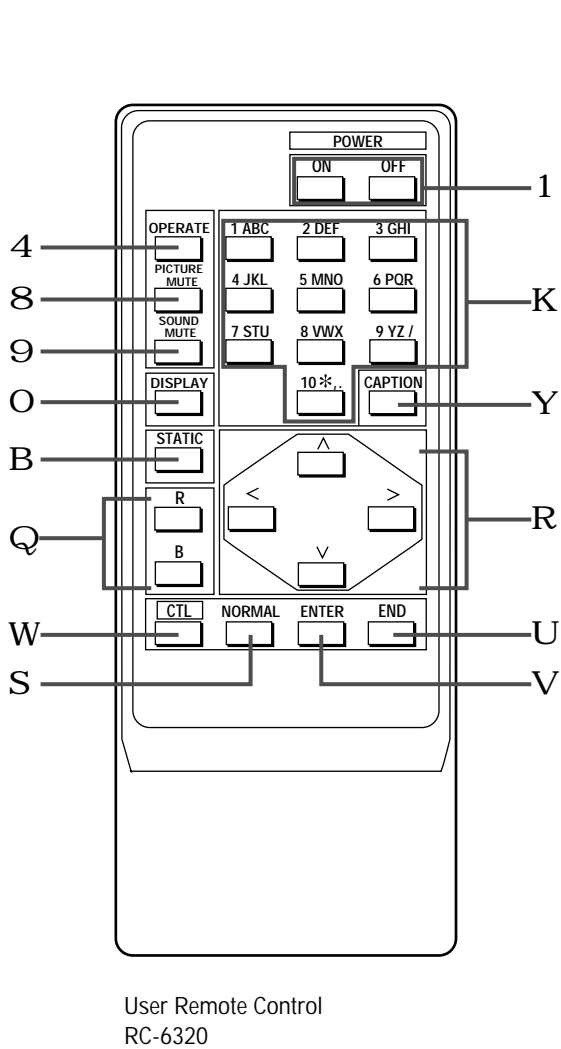 POWER
ON OFF
1
OPERATE 1 ABC 2 DEF 3 GHI
4
PICTURE
MUTE 4 JKL 5 MNO 6 PQR
8 K
SOUND
MUTE 7 STU 8 VWX 9 YZ /
9
DISPLAY 10 *,. CAPTION
O Y
STATIC ^
B
R < >
Q R
B v
CTL NORMAL ENTER END
W U
S V
User Remote Control
RC-6320